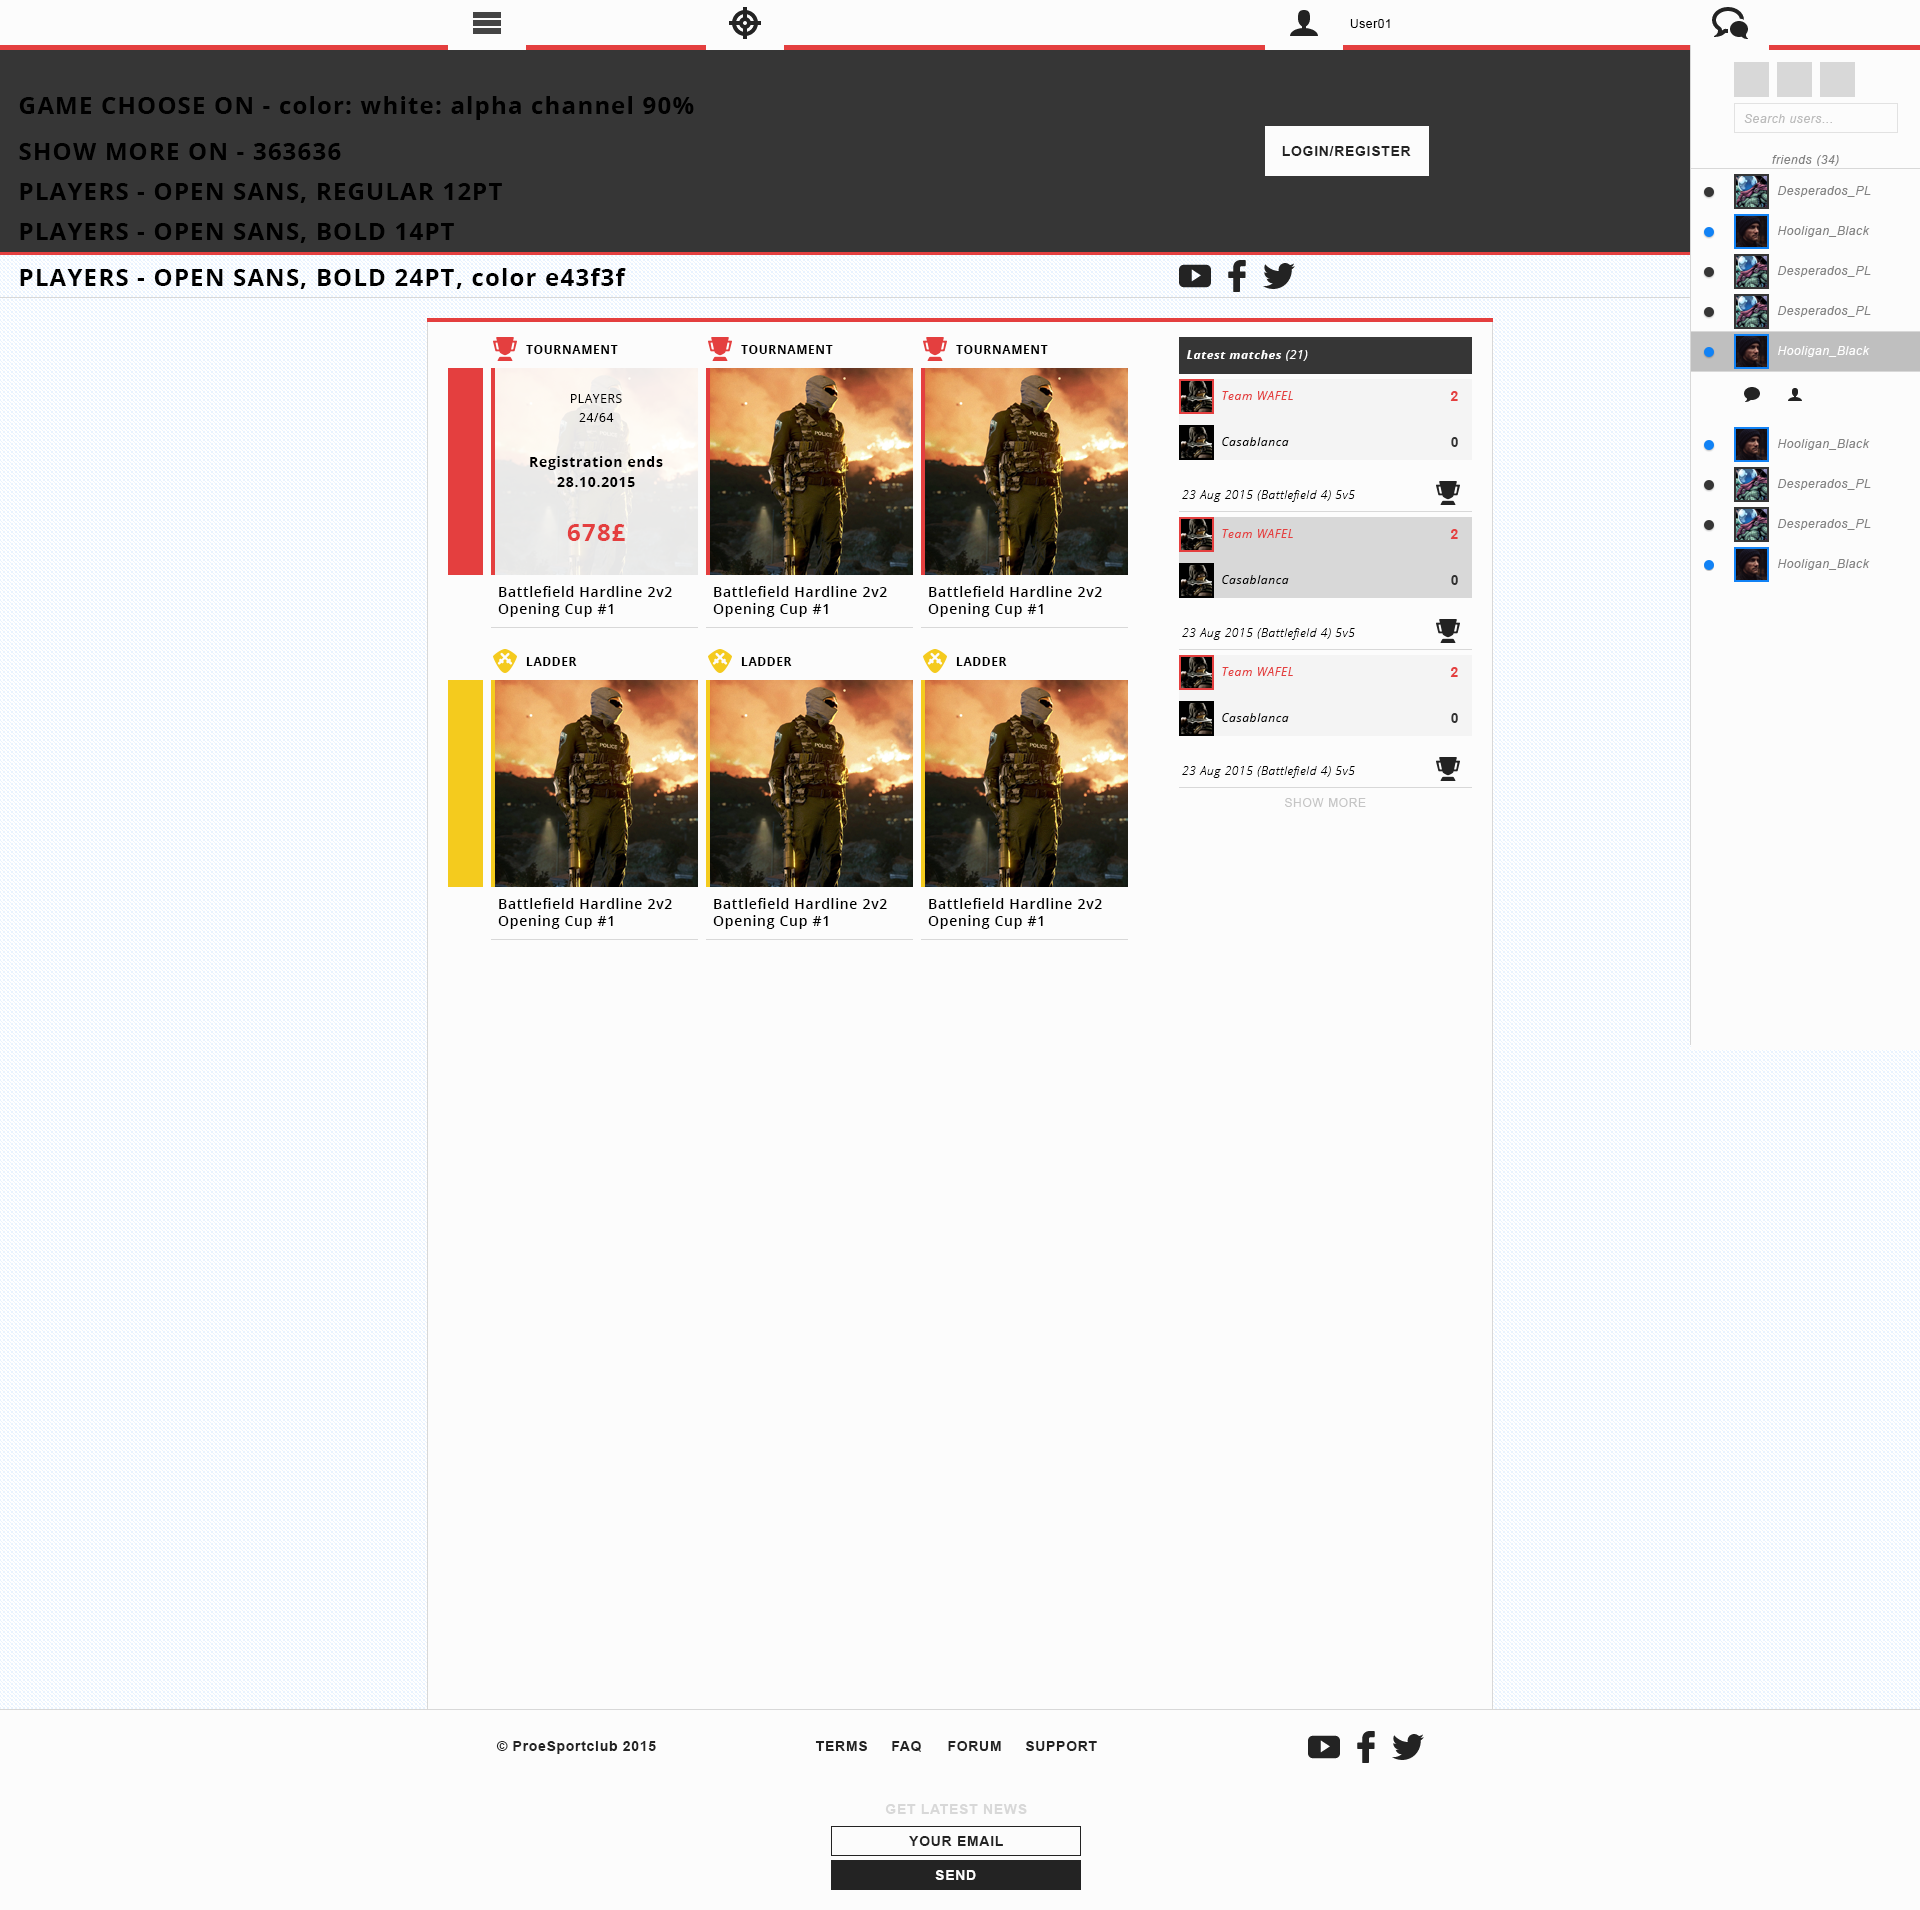 User01
GAME CHOOSE ON - color: white: alpha channel 90%
SHOW MORE ON - 363636
PLAYERS - OPEN SANS, REGULAR 12PT
PLAYERS - OPEN SANS, BOLD 14PT
PLAYERS - OPEN SANS, BOLD 24PT, color e43f3f
LOGIN/REGISTER
Search users...
friends (34)
Desperados_PL
Hooligan_Black
Desperados_PL
Desperados_PL
Hooligan_Black
Hooligan_Black
Desperados_PL
Desperados_PL
Hooligan_Black
TOURNAMENT
TOURNAMENT
TOURNAMENT
PLAYERS
24/64
Registration ends
28.10.2015
678£
POLICE
POLICE
Battlefield Hardline 2v2
Opening Cup #1
Battlefield Hardline 2v2
Opening Cup #1
Battlefield Hardline 2v2
Opening Cup #1
LADDER
LADDER
LADDER
POLICE
POLICE
POLICE
Battlefield Hardline 2v2
Opening Cup #1
Battlefield Hardline 2v2
Opening Cup #1
Battlefield Hardline 2v2
Opening Cup #1
Latest matches (21)
Team WAFEL 2
Casablanca 0
23 Aug 2015 (Battlefield 4) 5v5
Team WAFEL 2
Casablanca 0
23 Aug 2015 (Battlefield 4) 5v5
Team WAFEL 2
Casablanca 0
23 Aug 2015 (Battlefield 4) 5v5
SHOW MORE
© ProeSportclub 2015
TERMS FAQ FORUM SUPPORT
GET LATEST NEWS
YOUR EMAIL
SEND